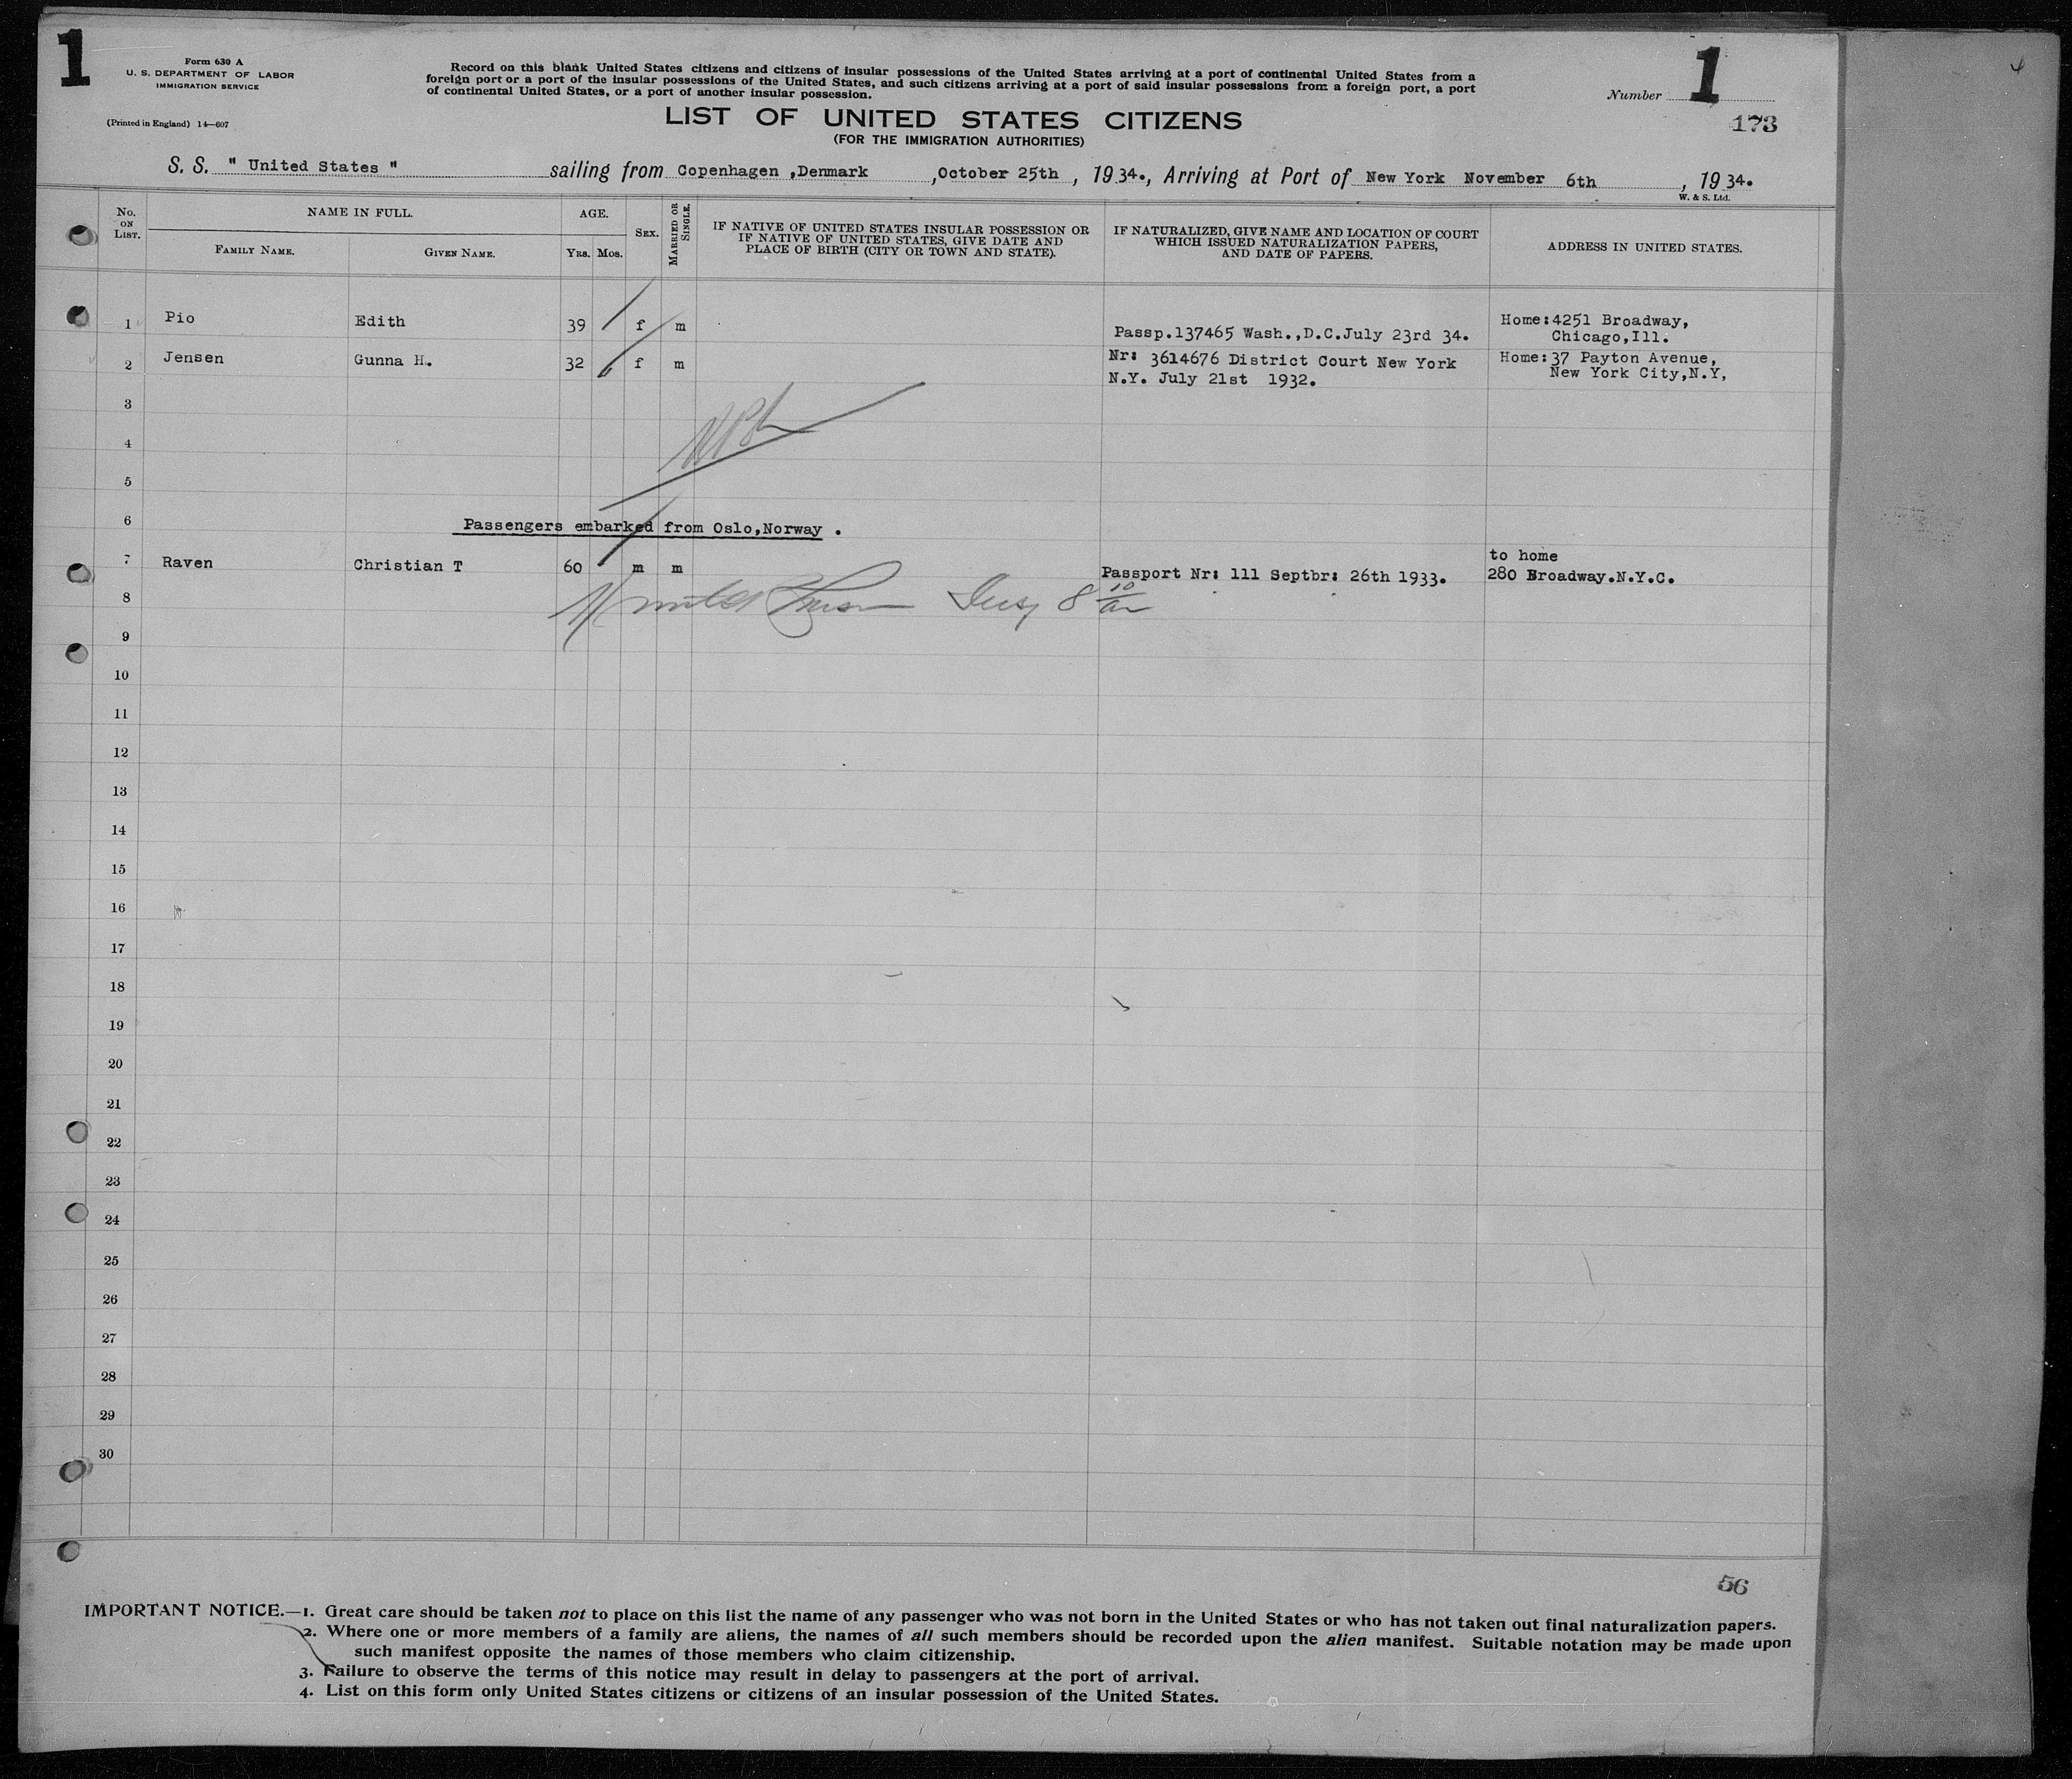 1
Form 630 A
U. S. DEPARTMENT OF LABOR
IMMIGRATION SERVICE
(Printed in England) 14—607
Record on this blank United States citizens and citizens of insular possessions of the United States arriving at a port of continental United States from a
foreign port or a port of the insular possessions of the United States, and such citizens arriving at a port of said insular possessions from a foreign port, a port
of continental United States, or a port of another insular possession.
Number 1
173
LIST OF UNITED STATES CITIZENS
(FOR THE IMMIGRATION AUTHORITIES)
S. S. " United States " sailing from Copenhagen ,Denmark ,October 25th , 1934., Arriving at Port of New York November 6th , 1934.
W. & S. Ltd.
No. ON LIST.
NAME IN FULL.
FAMILY NAME.
GIVEN NAME.
AGE.
YRS. MOS.
SEX.
MARRIED OR SINGLE.
IF NATIVE OF UNITED STATES INSULAR POSSESSION OR
IF NATIVE OF UNITED STATES, GIVE DATE AND
PLACE OF BIRTH (CITY OR TOWN AND STATE).
IF NATURALIZED, GIVE NAME AND LOCATION OF COURT
WHICH ISSUED NATURALIZATION PAPERS,
AND DATE OF PAPERS.
ADDRESS IN UNITED STATES.
1 Pio Edith 39 f m Passp.137465 Wash.,D.C.July 23rd 34. Home:4251 Broadway,
Chicago,Ill.
2 Jensen Gunna H. 32 f m Nr: 3614676 District Court New York Home:37 Payton Avenue,
N.Y. July 21st 1932. New York City,N.Y,
3
4
5
6 Passengers embarked from Oslo,Norway .
7 Raven Christian T 60 m m Passport Nr: 111 Septbr: 26th 1933. to home
280 Broadway.N.Y.C.
8
9
10
11
12
13
14
15
16
17
18
19
20
21
22
23
24
25
26
27
28
29
30
56
IMPORTANT NOTICE.—1. Great care should be taken not to place on this list the name of any passenger who was not born in the United States or who has not taken out final naturalization papers.
2. Where one or more members of a family are aliens, the names of all such members should be recorded upon the alien manifest. Suitable notation may be made upon
such manifest opposite the names of those members who claim citizenship.
3. Failure to observe the terms of this notice may result in delay to passengers at the port of arrival.
4. List on this form only United States citizens or citizens of an insular possession of the United States.